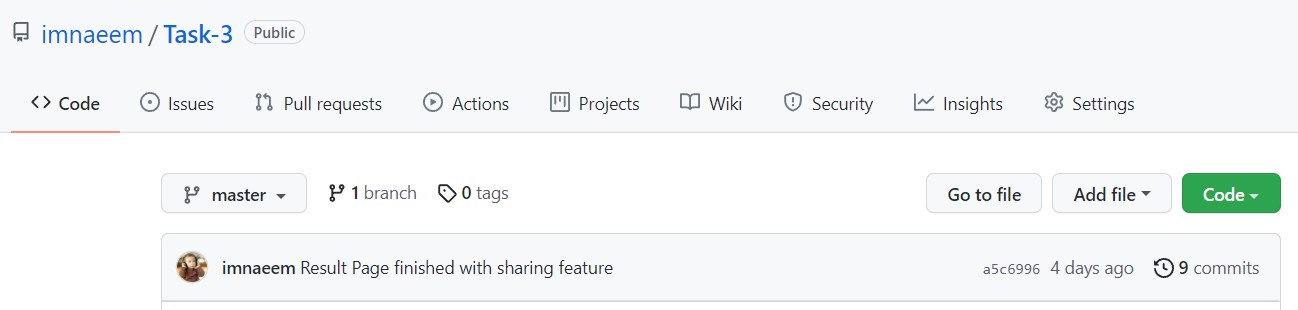 imnaeem / Task-3 Public
Code Issues Pull requests Actions Projects Wiki Security Insights Settings
master 1 branch 0 tags Go to file Add file Code
imnaeem Result Page finished with sharing feature a5c6996 4 days ago 9 commits